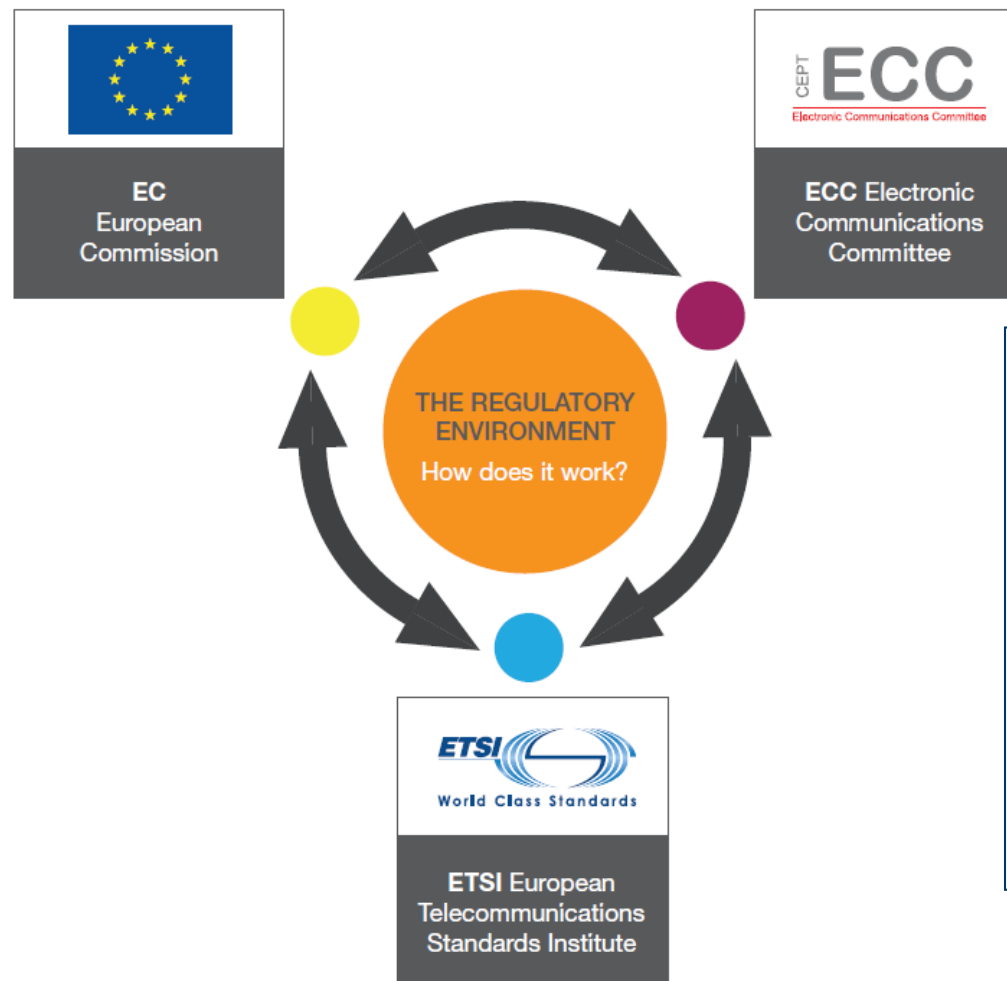 CEPT
ECC
Electronic Communications Committee
EC
European
Commission
ECC Electronic
Communications
Committee
THE REGULATORY
ENVIRONMENT
How does it work?
ETSI
World Class Standards
ETSI European
Telecommunications
Standards Institute